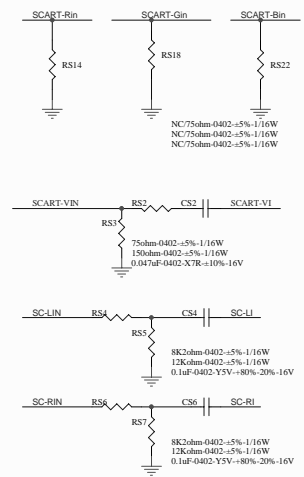 SCART-Rin SCART-Gin SCART-Bin
RS14 RS18 RS22
NC/75ohm-0402-±5%-1/16W
NC/75ohm-0402-±5%-1/16W
NC/75ohm-0402-±5%-1/16W
SCART-VIN RS2 CS2 SCART-VI
RS3
75ohm-0402-±5%-1/16W
150ohm-0402-±5%-1/16W
0.047uF-0402-X7R-±10%-16V
SC-LIN RS4 CS4 SC-LI
RS5
8K2ohm-0402-±5%-1/16W
12Kohm-0402-±5%-1/16W
0.1uF-0402-Y5V-+80%-20%-16V
SC-RIN RS6 CS6 SC-RI
RS7
8K2ohm-0402-±5%-1/16W
12Kohm-0402-±5%-1/16W
0.1uF-0402-Y5V-+80%-20%-16V